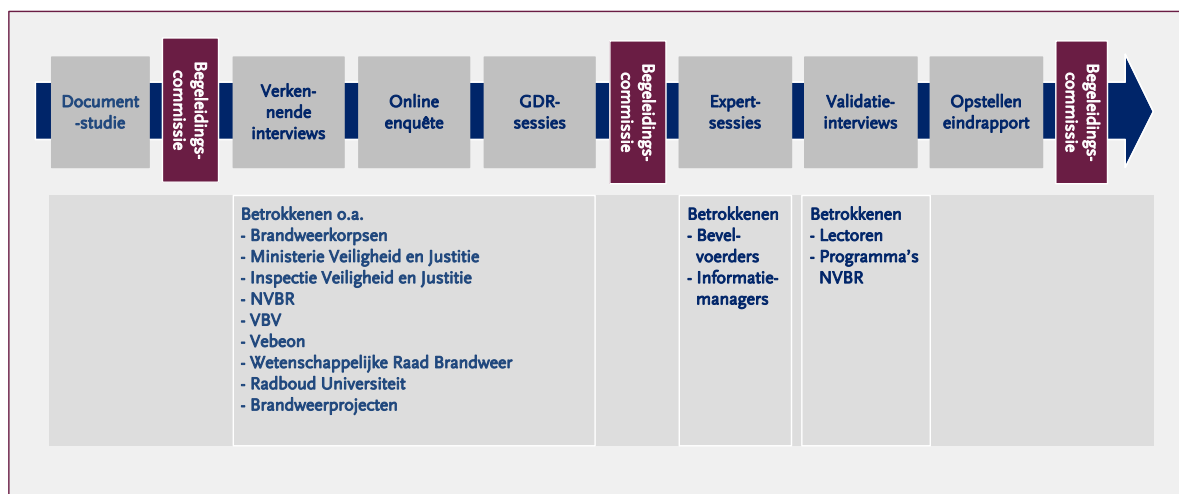 Document
-studie
Begeleidings-
commissie
Verken-
nende
interviews
Online
enquête
GDR-
sessies
Begeleidings-
commissie
Expert-
sessies
Validatie-
interviews
Opstellen
eindrapport
Begeleidings-
commissie
Betrokkenen o.a.
- Brandweerkorpsen
- Ministerie Veiligheid en Justitie
- Inspectie Veiligheid en Justitie
- NVBR
- VBV
- Vebeon
- Wetenschappelijke Raad Brandweer
- Radboud Universiteit
- Brandweerprojecten
Betrokkenen
- Bevel-
voerders
- Informatie-
managers
Betrokkenen
- Lectoren
- Programma's
NVBR